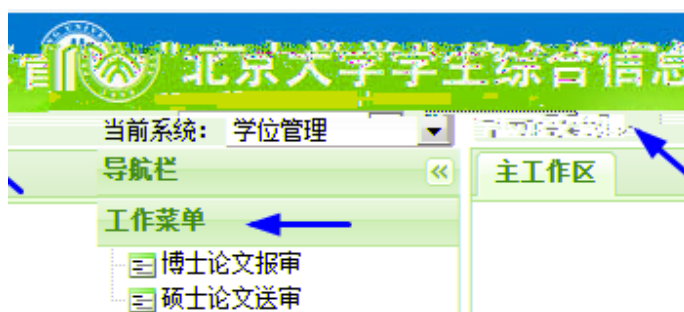 北京大学学生综合信息
当前系统: 学位管理
导航栏
主工作区
工作菜单
博士论文报审
硕士论文送审